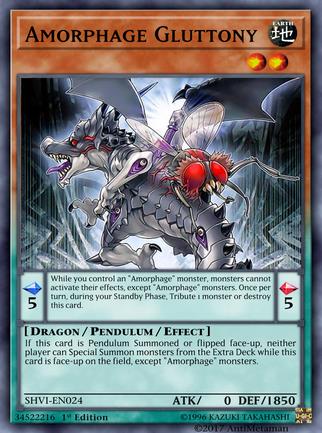 Amorphage Gluttony
EARTH
地
While you control an "Amorphage" monster, monsters cannot
activate their effects, except "Amorphage" monsters. Once per
turn, during your Standby Phase, Tribute 1 monster or destroy
this card.
5
5
[ Dragon / Pendulum / Effect ]
If this card is Pendulum Summoned or flipped face-up, neither
player can Special Summon monsters from the Extra Deck while this
card is face-up on the field, except "Amorphage" monsters.
SHVI-EN024
ATK/ 0 DEF/1850
34522216 1st Edition
©1996 KAZUKI TAKAHASHI
©2017 AntiMetaman